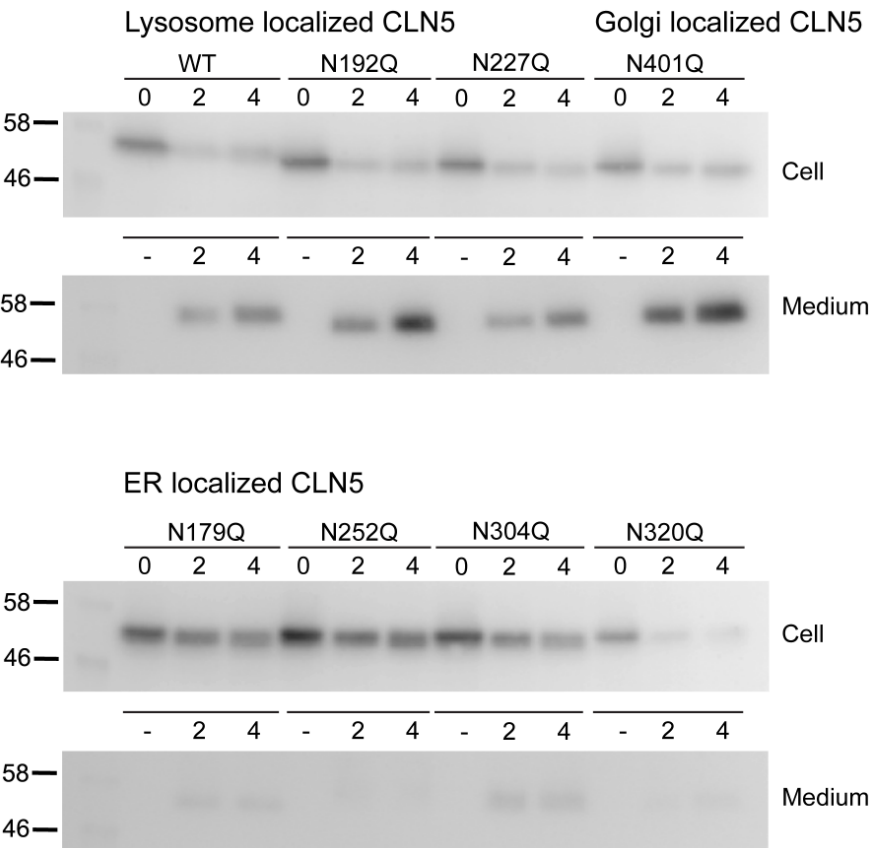 Lysosome localized CLN5 Golgi localized CLN5
WT N192Q N227Q N401Q
0 2 4 0 2 4 0 2 4 0 2 4
58
46
Cell
- 2 4 - 2 4 - 2 4 - 2 4
58
Medium
46
ER localized CLN5
N179Q N252Q N304Q N320Q
0 2 4 0 2 4 0 2 4 0 2 4
58
Cell
46
- 2 4 - 2 4 - 2 4 - 2 4
58
Medium
46